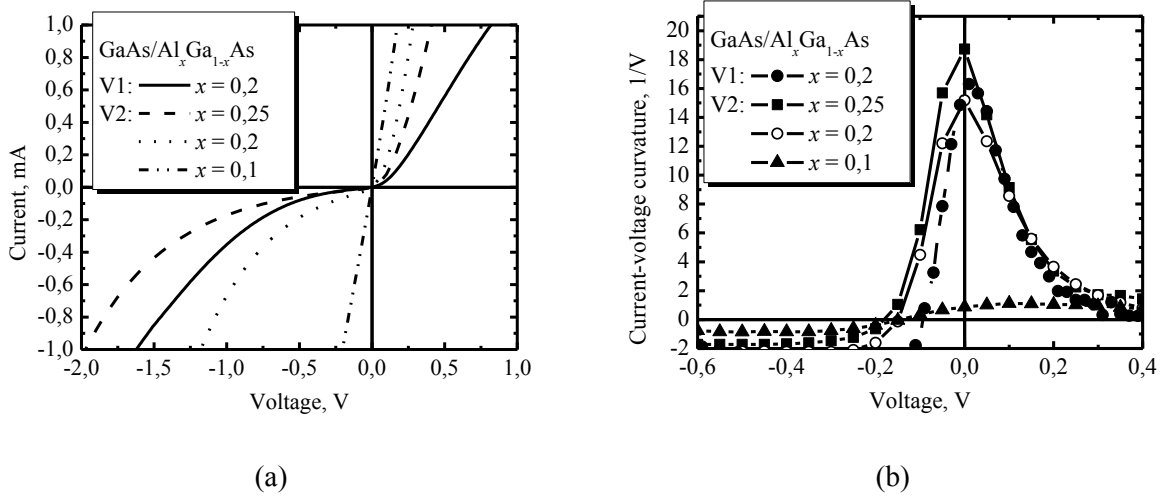 1,0
0,8
0,6
0,4
0,2
0,0
-0,2
-0,4
-0,6
-0,8
-1,0
Current, mA
GaAs/AlxGa1-xAs
V1: x = 0,2
V2: x = 0,25
x = 0,2
x = 0,1
-2,0 -1,5 -1,0 -0,5 0,0 0,5 1,0
Voltage, V
(a)
20
18
16
14
12
10
8
6
4
2
0
-2
Current-voltage curvature, 1/V
GaAs/AlxGa1-xAs
V1: x = 0,2
V2: x = 0,25
x = 0,2
x = 0,1
-0,6 -0,4 -0,2 0,0 0,2 0,4
Voltage, V
(b)